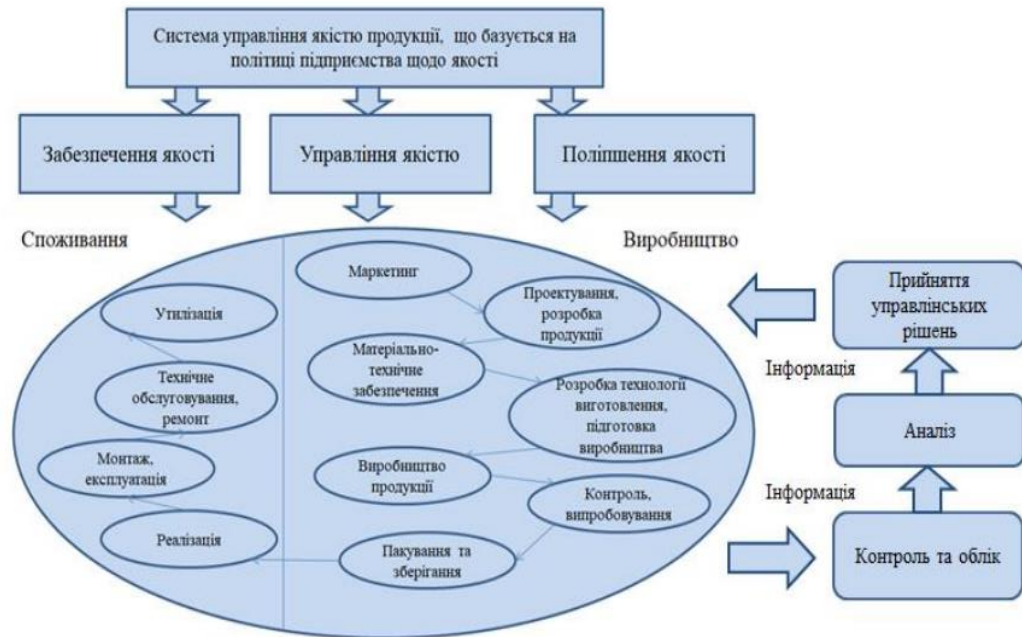 Система управління якістю продукції, що базується на
політиці підприємства щодо якості
Забезпечення якості
Управління якістю
Поліпшення якості
Споживання
Виробництво
Маркетинг
Проектування,
розробка
продукції
Матеріально-
технічне
забезпечення
Розробка технології
виготовлення,
підготовка
виробництва
Виробництво
продукції
Контроль,
випробовування
Пакування та
зберігання
Реалізація
Монтаж,
експлуатація
Технічне
обслуговування,
ремонт
Утилізація
Прийняття
управлінських
рішень
Інформація
Аналіз
Інформація
Контроль та облік